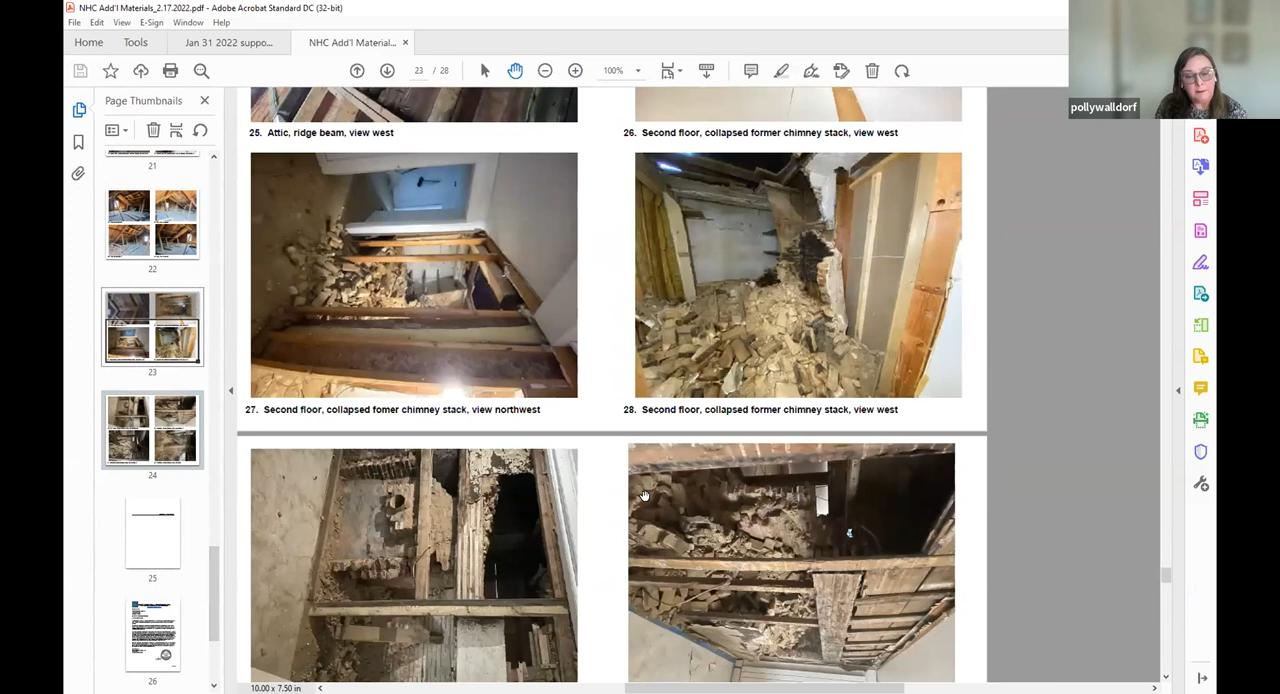 NHC Add'l Materials_2.17.2022.pdf - Adobe Acrobat Standard DC (32-bit)
File Edit View E-Sign Window Help
Home Tools Jan 31 2022 suppo... NHC Add'l Material... ×
23 / 28 100%
pollywalldorf
Page Thumbnails ×
21
22
23
24
25
26
25. Attic, ridge beam, view west
26. Second floor, collapsed former chimney stack, view west
27. Second floor, collapsed fomer chimney stack, view northwest
28. Second floor, collapsed former chimney stack, view west
10.00 x 7.50 in